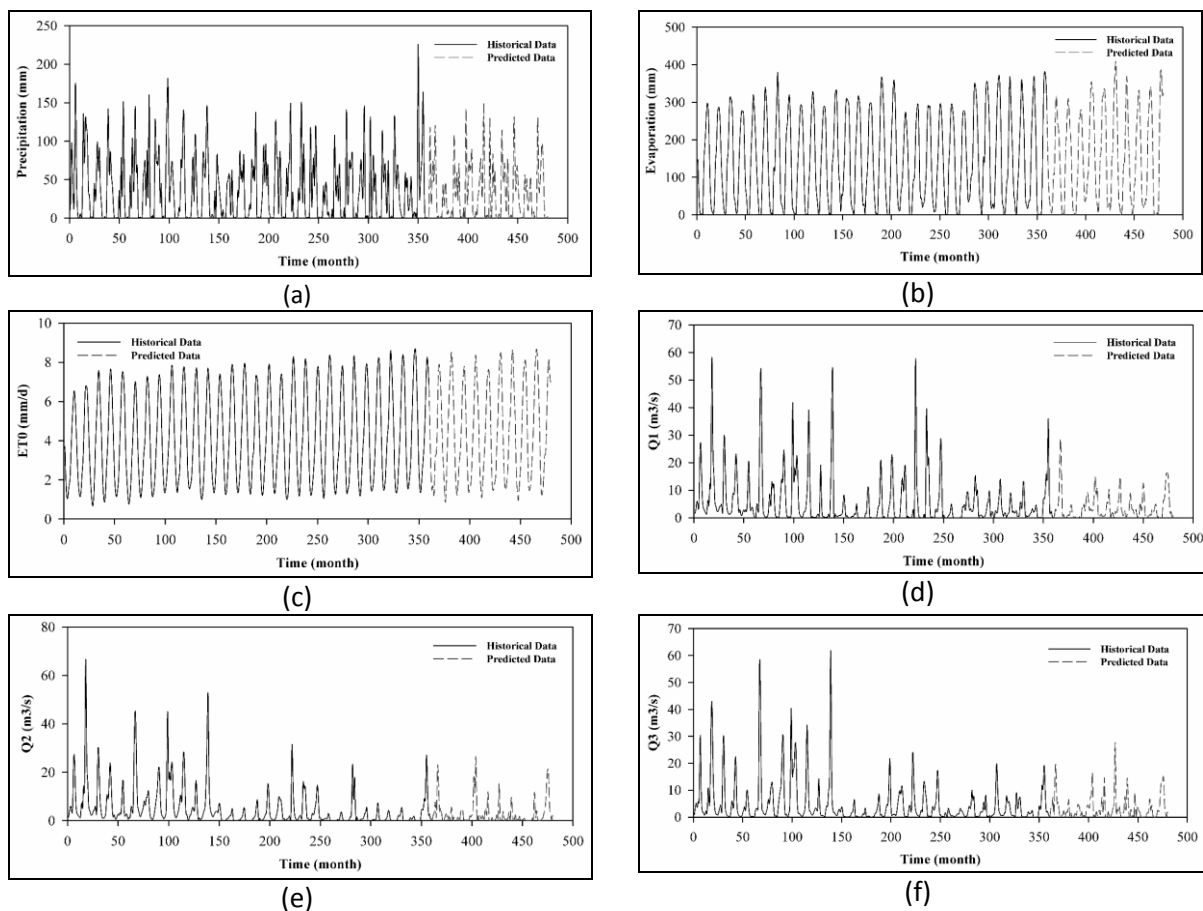 250
200
150
100
50
0
Precipitation (mm)
Historical Data
Predicted Data
0 50 100 150 200 250 300 350 400 450 500
Time (month)
(a)
500
400
300
200
100
0
Evaporation (mm)
Historical Data
Predicted Data
0 50 100 150 200 250 300 350 400 450 500
Time (month)
(b)
10
8
6
4
2
0
ET0 (mm/d)
Historical Data
Predicted Data
0 50 100 150 200 250 300 350 400 450 500
Time (month)
(c)
70
60
50
40
30
20
10
0
Q1 (m3/s)
Historical Data
Predicted Data
0 50 100 150 200 250 300 350 400 450 500
Time (month)
(d)
80
60
40
20
0
Q2 (m3/s)
Historical Data
Predicted Data
0 50 100 150 200 250 300 350 400 450 500
Time (month)
(e)
70
60
50
40
30
20
10
0
Q3 (m3/s)
Historical Data
Predicted Data
0 50 100 150 200 250 300 350 400 450 500
Time (month)
(f)